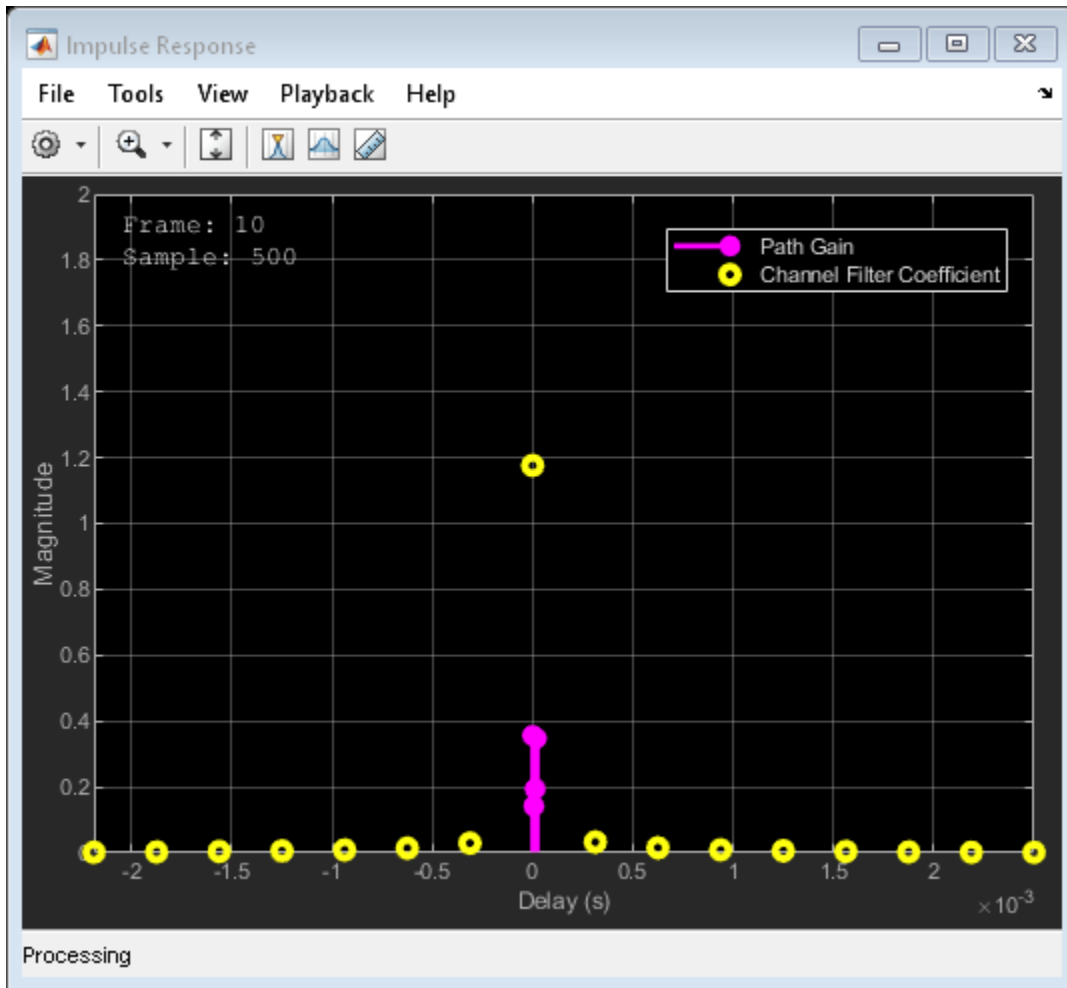 Impulse Response
File Tools View Playback Help
2
Frame: 10
Sample: 500
Path Gain
Channel Filter Coefficient
1.8
1.6
1.4
1.2
1
0.8
0.6
0.4
0.2
Magnitude
-2 -1.5 -1 -0.5 0 0.5 1 1.5 2
Delay (s)
×10-3
Processing